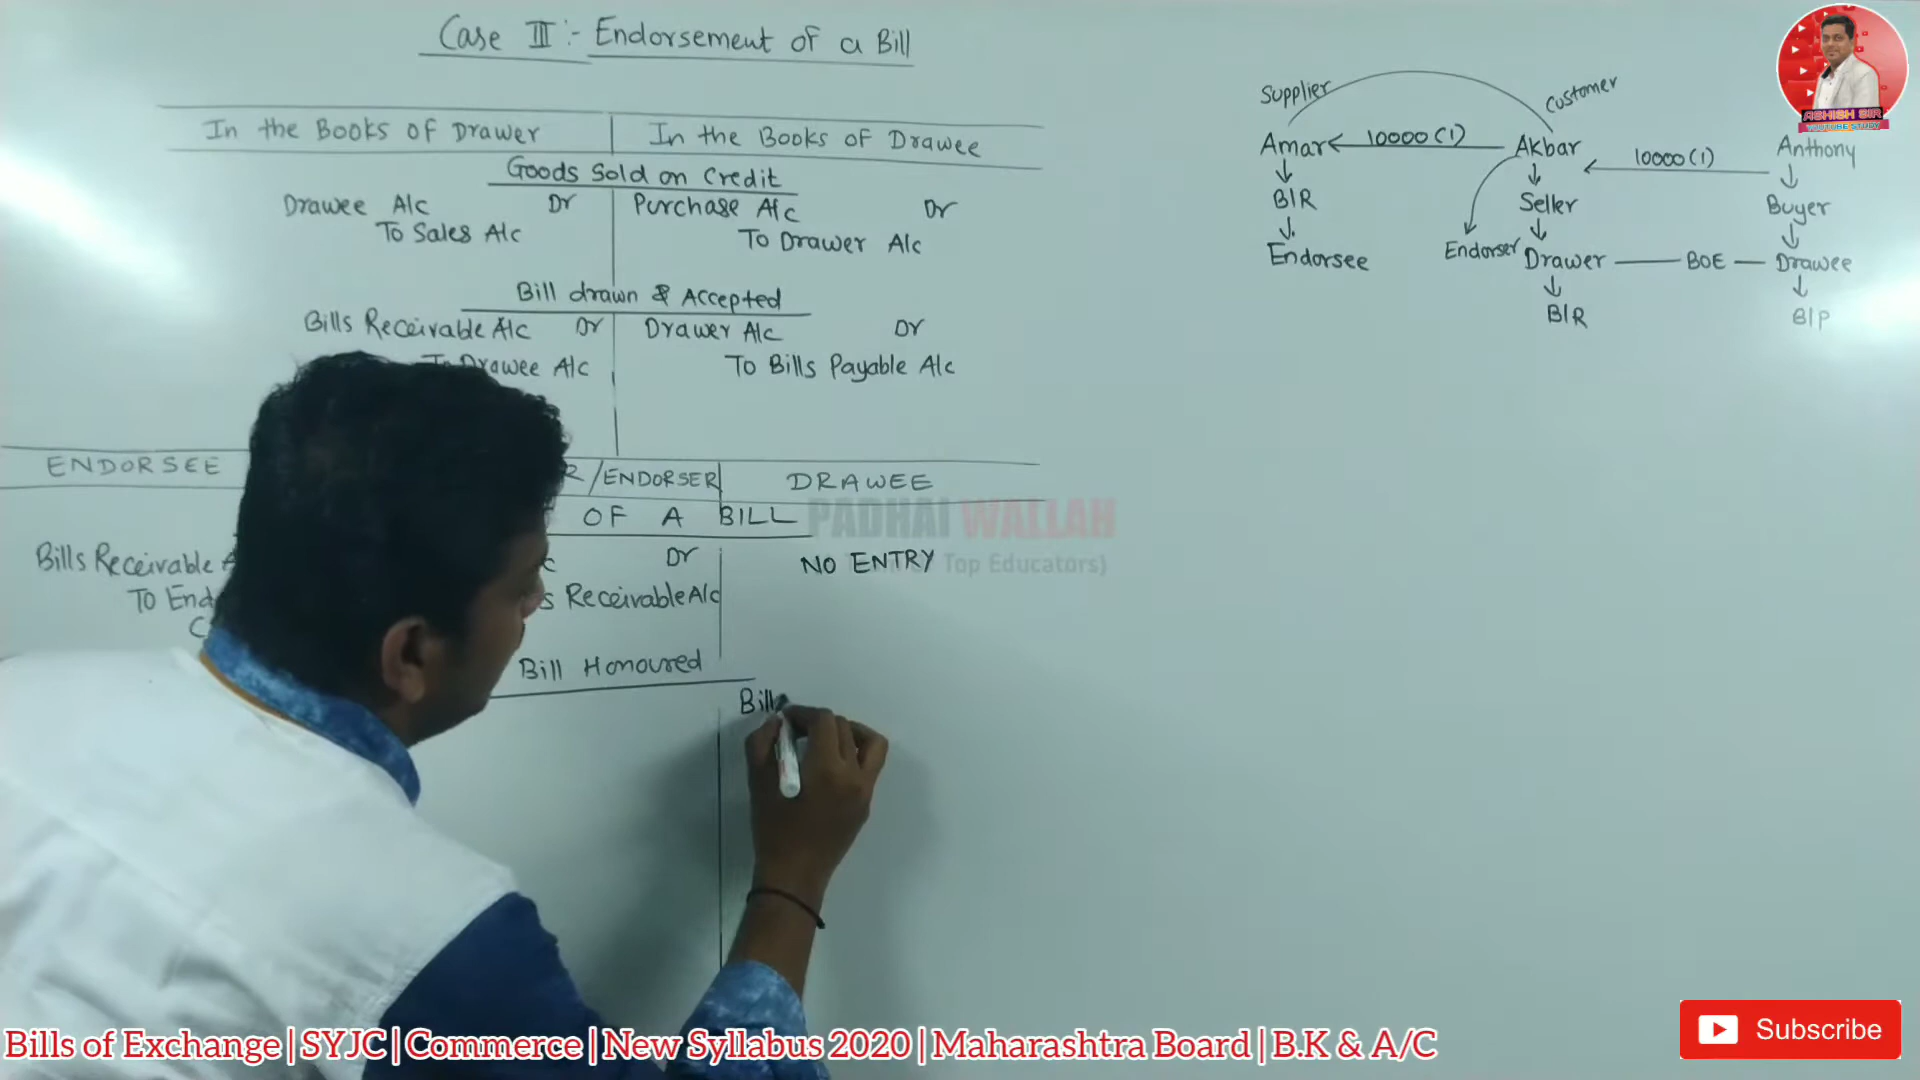 Case III :- Endorsement of a Bill
In the Books of Drawer
In the Books of Drawee
Goods Sold on Credit
Drawee A/c Dr
To Sales A/c
Purchase A/c Dr
To Drawer A/c
Bill drawn & Accepted
Bills Receivable A/c Dr
To Drawee A/c
Drawer A/c Dr
To Bills Payable A/c
ENDORSEE
/ENDORSER
DRAWEE
OF A BILL
Bills Receivable
To
Dr
Receivable A/c
NO ENTRY
Bill Honoured
Bill
Supplier
Customer
Amar 10000 (1) Akbar 10000 (1) Anthony
B/R
Seller
Buyer
Endorsee
Endorser
Drawer BOE Drawee
B/R
B/P
PADHAI WALLAH
Top Educators)
ASHISH SIR
YOUTUBE STUDY
Bills of Exchange | SYJC | Commerce | New Syllabus 2020 | Maharashtra Board | B.K & A/C
Subscribe